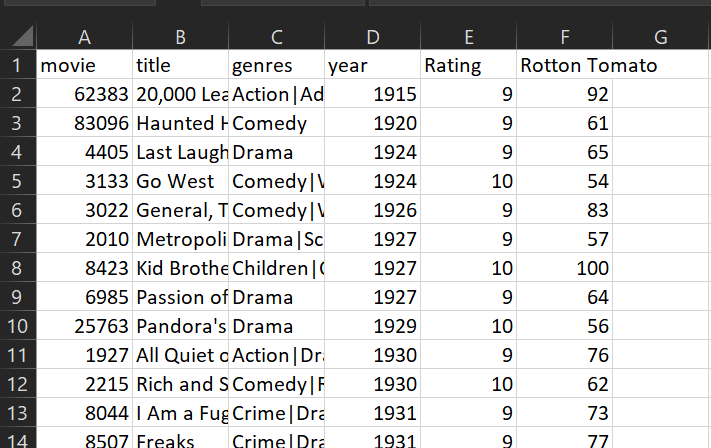 A B C D E F G
1 movie title genres year Rating Rotton Tomato
2 62383 20,000 Lea Action|Ad 1915 9 92
3 83096 Haunted H Comedy 1920 9 61
4 4405 Last Laugh Drama 1924 9 65
5 3133 Go West Comedy|V 1924 10 54
6 3022 General, T Comedy|V 1926 9 83
7 2010 Metropoli Drama|Sc 1927 9 57
8 8423 Kid Brothe Children|C 1927 10 100
9 6985 Passion of Drama 1927 9 64
10 25763 Pandora's Drama 1929 10 56
11 1927 All Quiet o Action|Dra 1930 9 76
12 2215 Rich and S Comedy|R 1930 10 62
13 8044 I Am a Fug Crime|Dra 1931 9 73
14 8507 Freaks Crime|Dra 1931 9 77